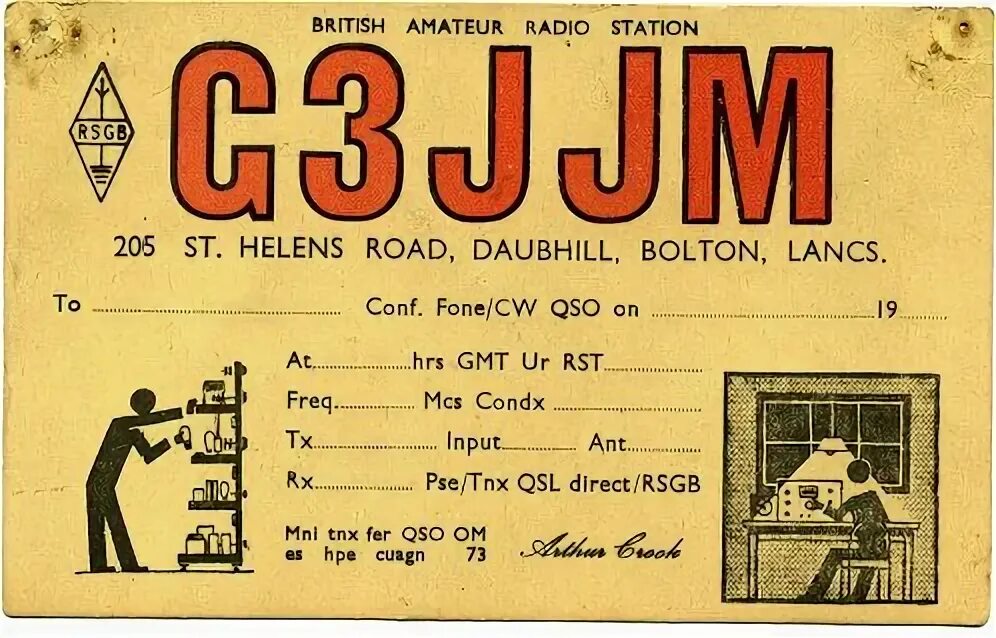 BRITISH AMATEUR RADIO STATION
G3JJM
RSGB
205 ST. HELENS ROAD, DAUBHILL, BOLTON, LANCS.
To Conf. Fone/CW QSO on 19
At hrs GMT Ur RST
Freq. Mcs Condx
Tx Input Ant
Rx Pse/Tnx QSL direct/RSGB
Mni tnx fer QSO OM
es hpe cuagn 73
Arthur Crook